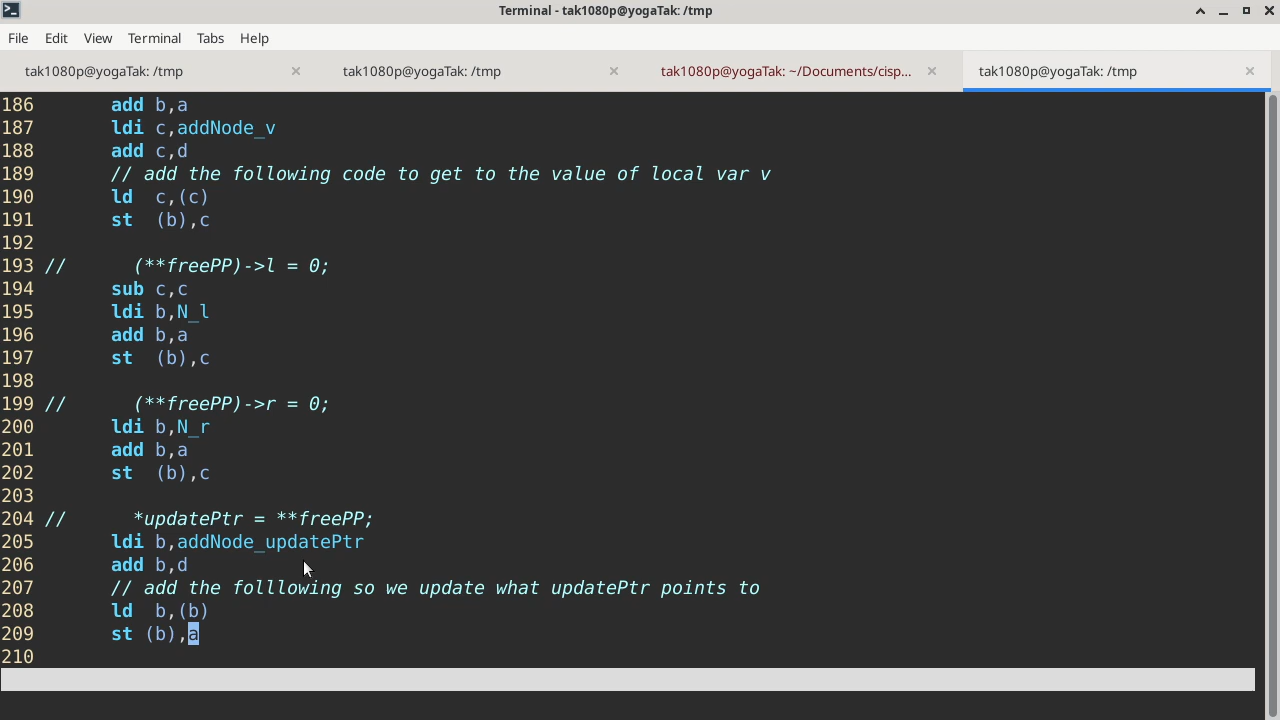 Terminal - tak1080p@yogaTak: /tmp
File Edit View Terminal Tabs Help
tak1080p@yogaTak: /tmp tak1080p@yogaTak: /tmp tak1080p@yogaTak: ~/Documents/cisp... tak1080p@yogaTak: /tmp
186 add b,a
187 ldi c,addNode_v
188 add c,d
189 // add the following code to get to the value of local var v
190 ld c,(c)
191 st (b),c
192
193 // (**freePP)->l = 0;
194 sub c,c
195 ldi b,N_l
196 add b,a
197 st (b),c
198
199 // (**freePP)->r = 0;
200 ldi b,N_r
201 add b,a
202 st (b),c
203
204 // *updatePtr = **freePP;
205 ldi b,addNode_updatePtr
206 add b,d
207 // add the folllowing so we update what updatePtr points to
208 ld b,(b)
209 st (b),a
210